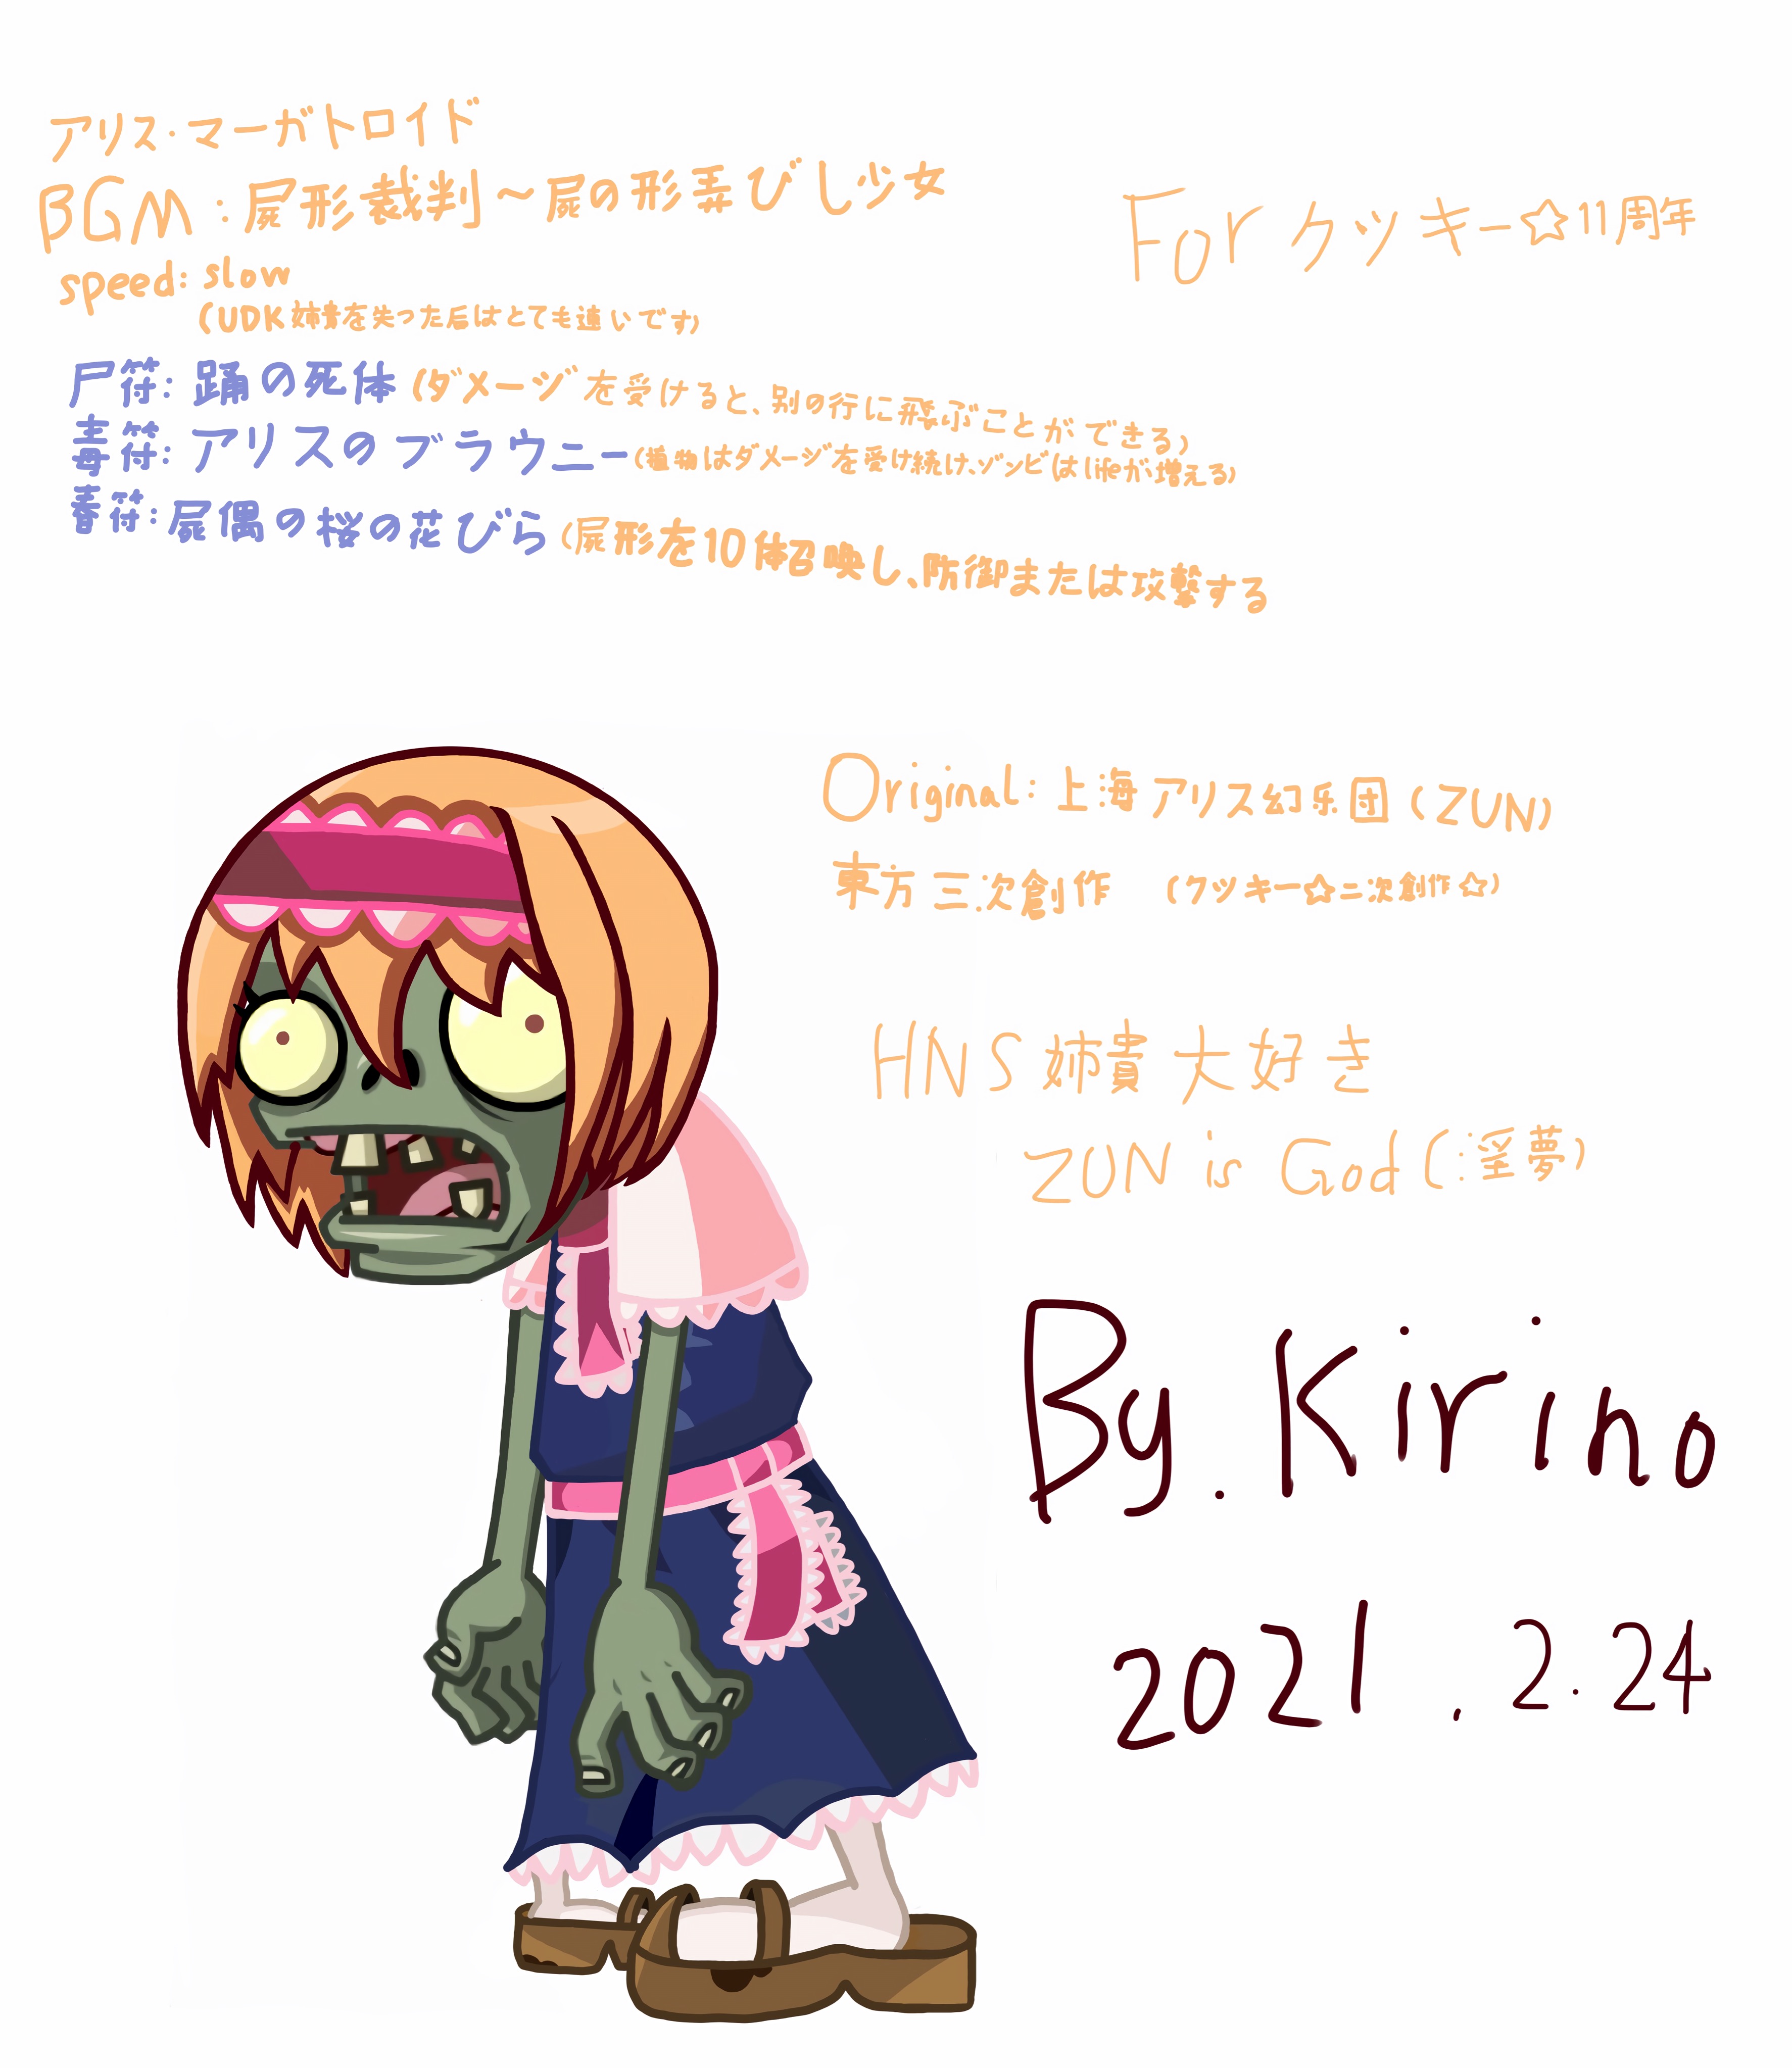 アリス・マーガトロイド
BGM:屍形裁判～屍の形弄びし少女
For クッキー☆11周年
speed: slow
(UDK姉貴を失った后はとても速いです)
尸符: 踊の死体 (ダメージを受けると、别の行に飛ぶことができる)
毒符: アリスのブラウニー(植物はダメージを受け続け、ゾンビはlifeが増える)
春符: 屍偶の桜の花びら (屍形を10体召喚し、防御または攻撃する
Original: 上海アリス幻乐団 (ZUN)
東方三次創作 (クッキー☆二次創作☆)
HNS姉貴大好き
ZUN is God (:淫夢)
By. Kirino
2021. 2. 24